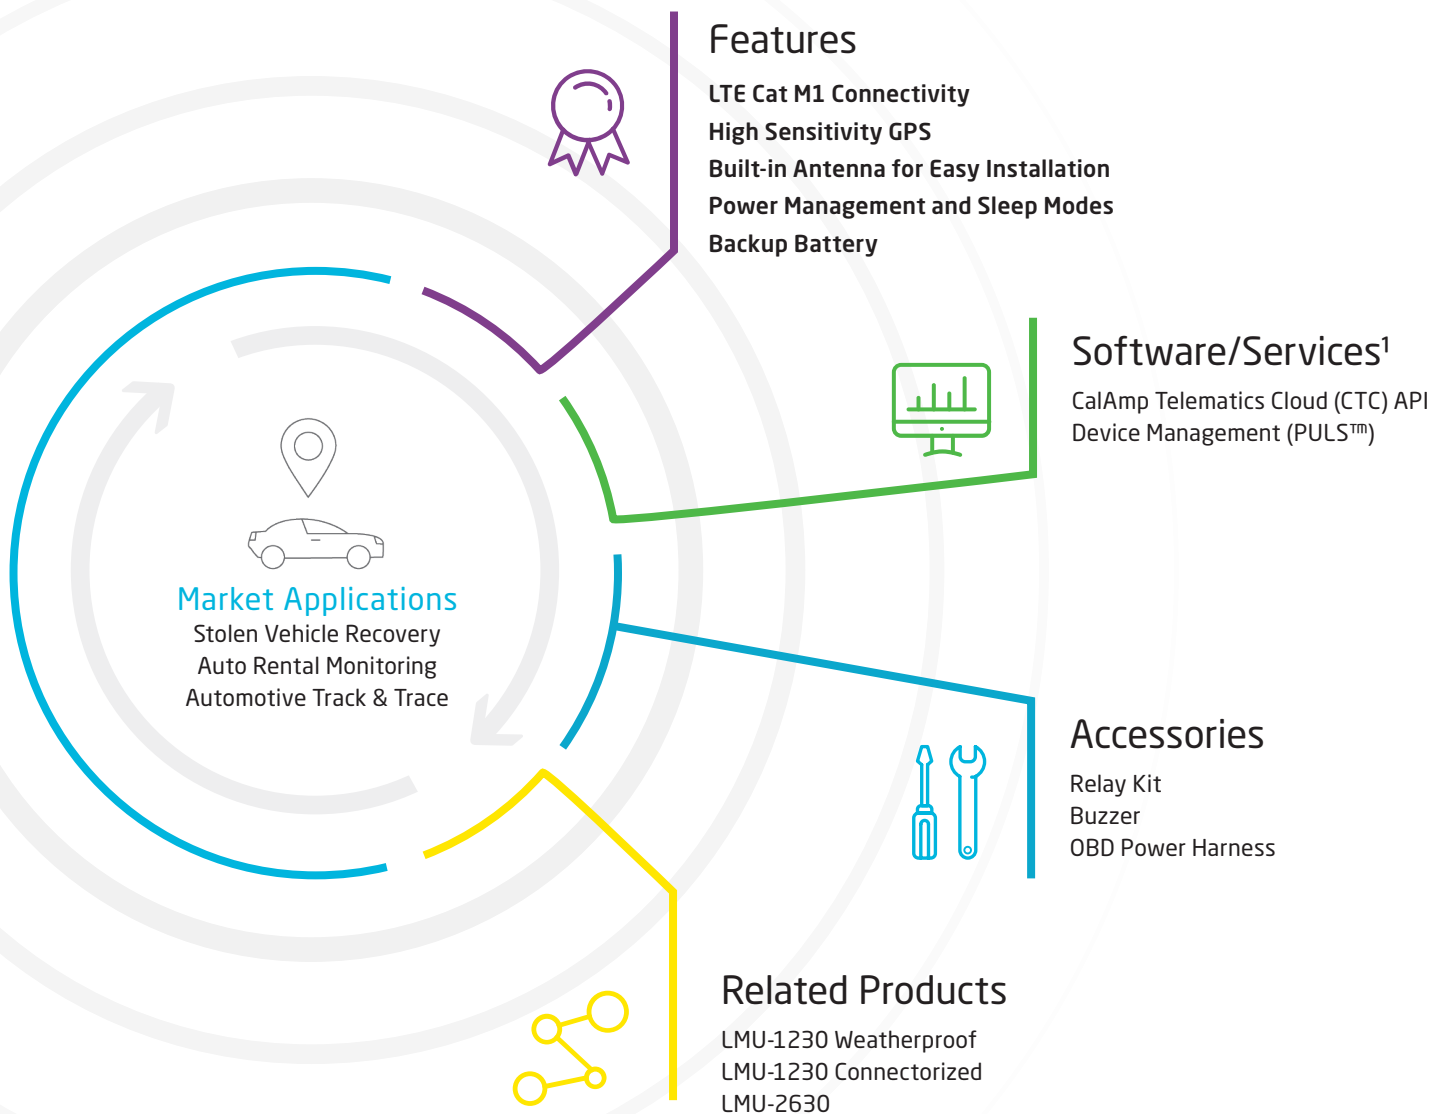 Features
LTE Cat M1 Connectivity
High Sensitivity GPS
Built-in Antenna for Easy Installation
Power Management and Sleep Modes
Backup Battery
Software/Services¹
CalAmp Telematics Cloud (CTC) API
Device Management (PULS™)
Market Applications
Stolen Vehicle Recovery
Auto Rental Monitoring
Automotive Track & Trace
Accessories
Relay Kit
Buzzer
OBD Power Harness
Related Products
LMU-1230 Weatherproof
LMU-1230 Connectorized
LMU-2630